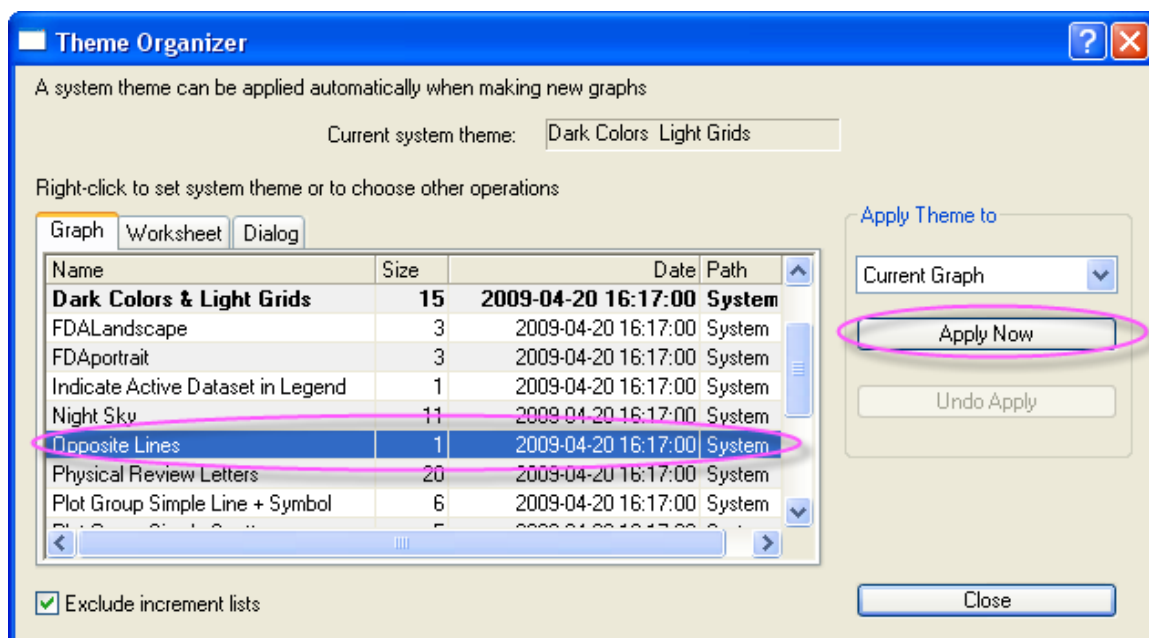 Theme Organizer
A system theme can be applied automatically when making new graphs
Current system theme: Dark Colors Light Grids
Right-click to set system theme or to choose other operations
Graph Worksheet Dialog
Name Size Date Path
Dark Colors & Light Grids 15 2009-04-20 16:17:00 System
FDALandscape 3 2009-04-20 16:17:00 System
FDAportrait 3 2009-04-20 16:17:00 System
Indicate Active Dataset in Legend 1 2009-04-20 16:17:00 System
Night Sky 11 2009-04-20 16:17:00 System
Opposite Lines 1 2009-04-20 16:17:00 System
Physical Review Letters 20 2009-04-20 16:17:00 System
Plot Group Simple Line + Symbol 6 2009-04-20 16:17:00 System
Apply Theme to
Current Graph
Apply Now
Undo Apply
Exclude increment lists
Close